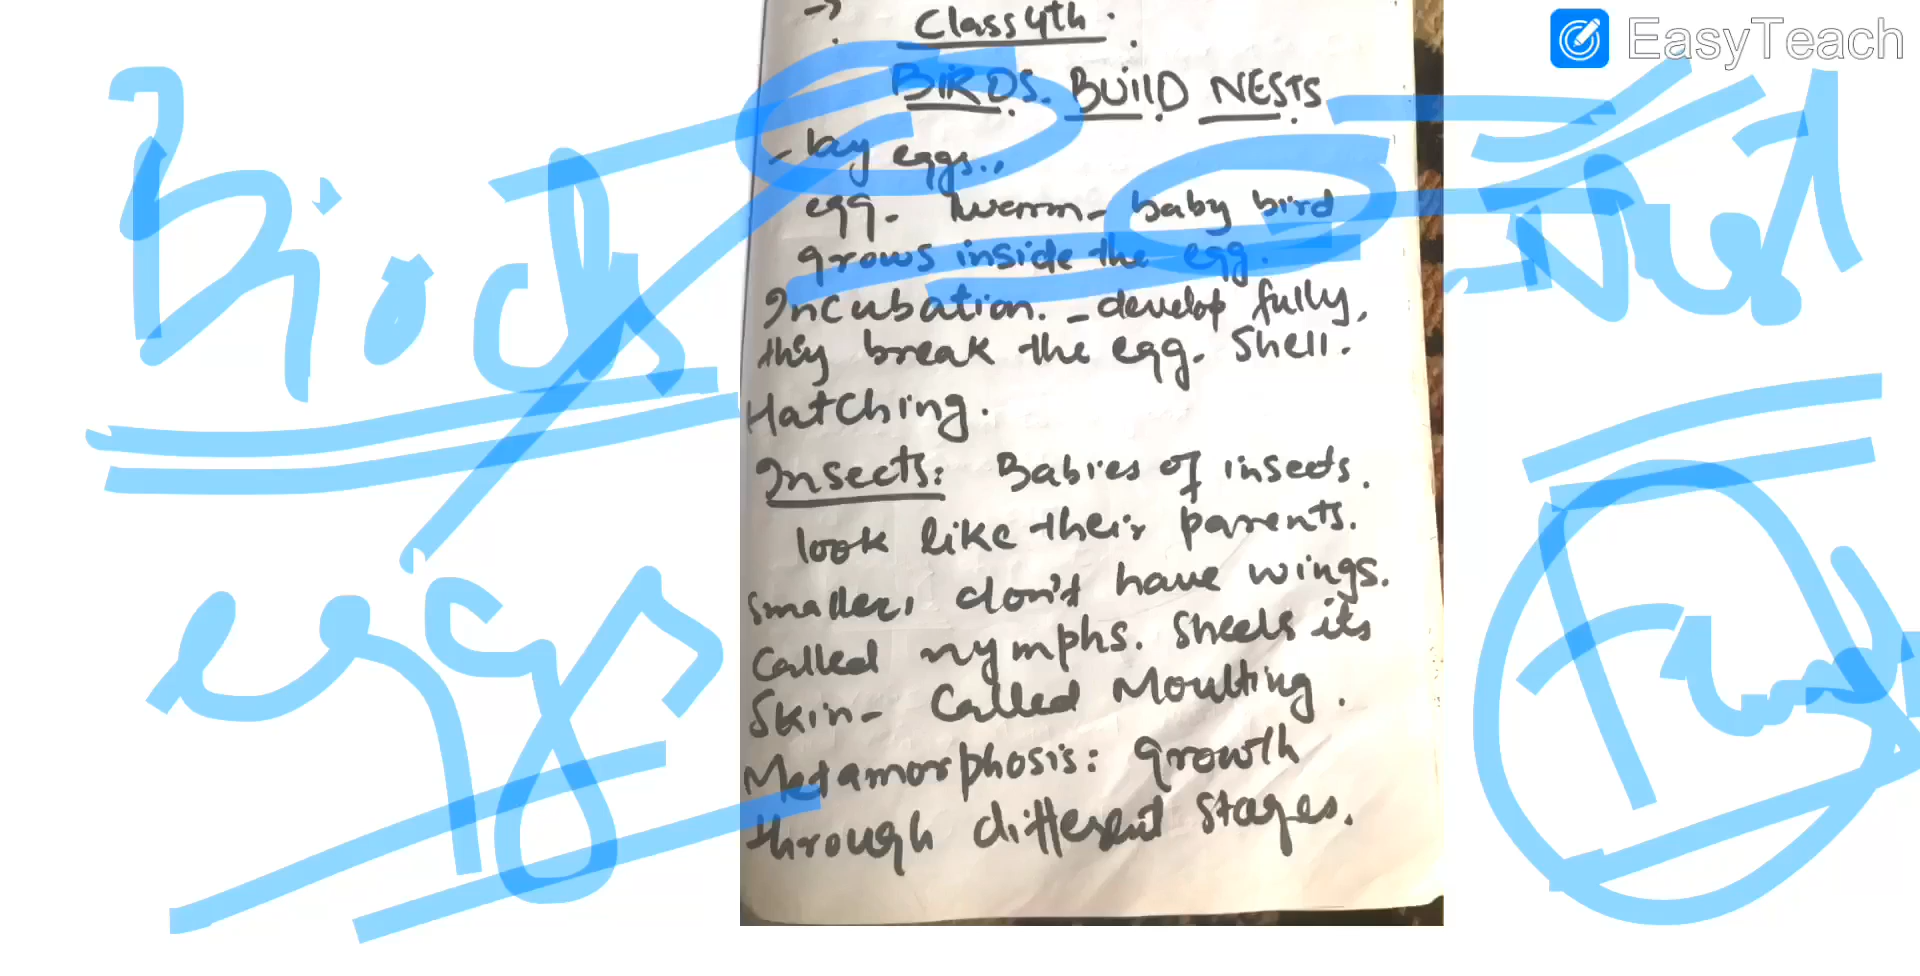 →
Class 4th.
BIRDS. BUilD NESTS
- lay eggs..
egg. Iwarm - baby bird
grows inside the egg.
Incubation. - develop fully,
they break the egg. Shell.
Hatching.
Insects: Babies of insects.
look like their parents.
smaller, don't have wings.
Called nymphs. Sheds its
Skin - Called Moulting.
Metamorphosis: growth
through different stages.
Birds
eggs
Nest
EasyTeach